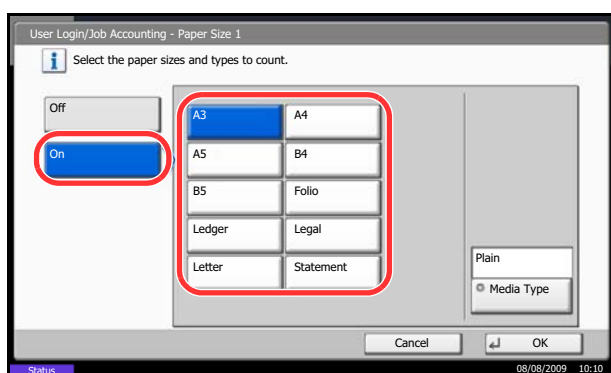 User Login/Job Accounting - Paper Size 1
Select the paper sizes and types to count.
Off
On
A3 A4
A5 B4
B5 Folio
Ledger Legal
Letter Statement
Plain
Media Type
Cancel OK
Status 08/08/2009 10:10